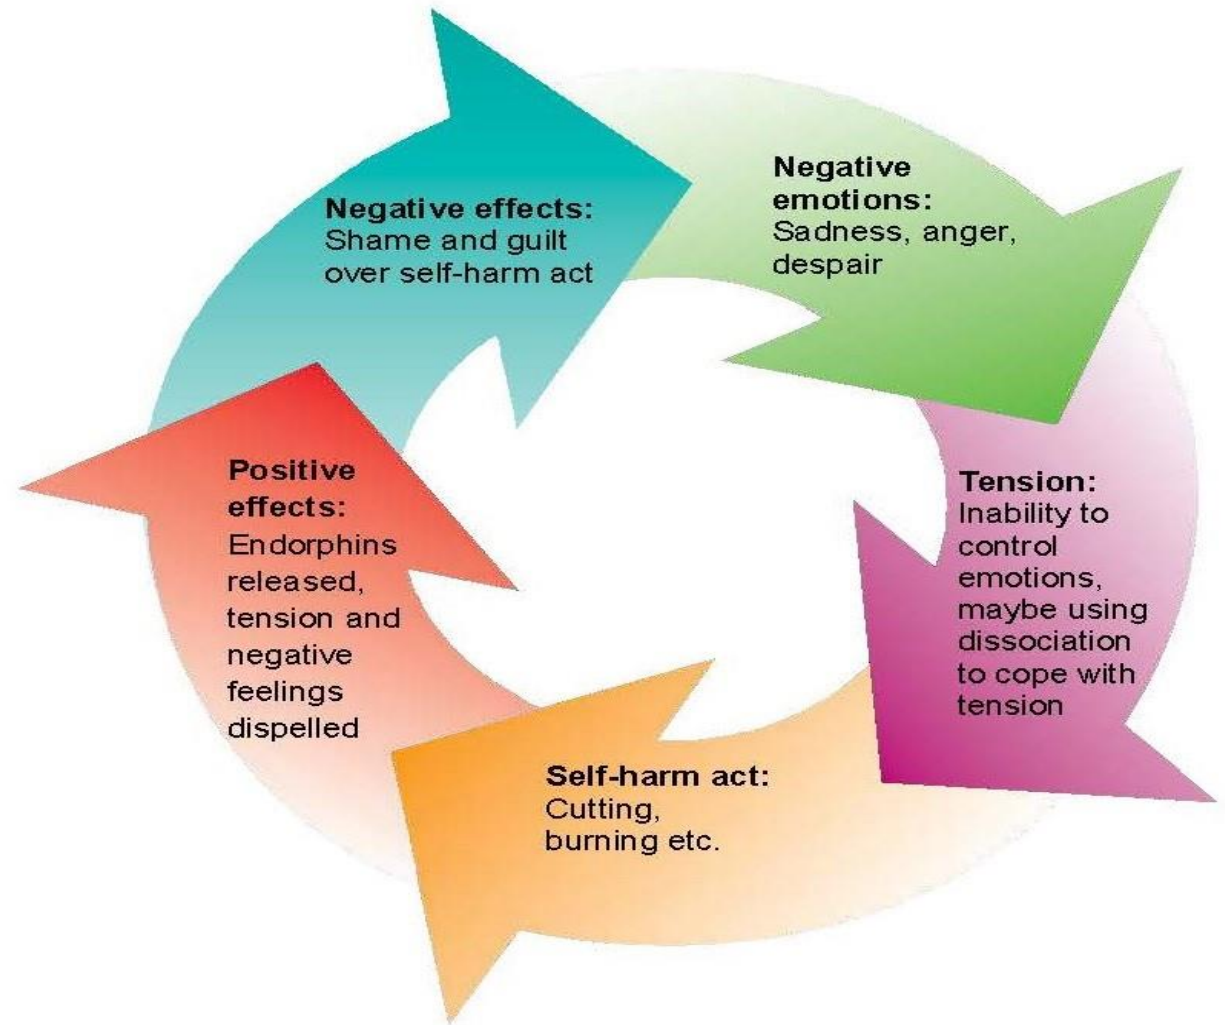 Negative effects:
Shame and guilt
over self-harm act
Negative
emotions:
Sadness, anger,
despair
Tension:
Inability to
control
emotions,
maybe using
dissociation
to cope with
tension
Self-harm act:
Cutting,
burning etc.
Positive
effects:
Endorphins
released,
tension and
negative
feelings
dispelled